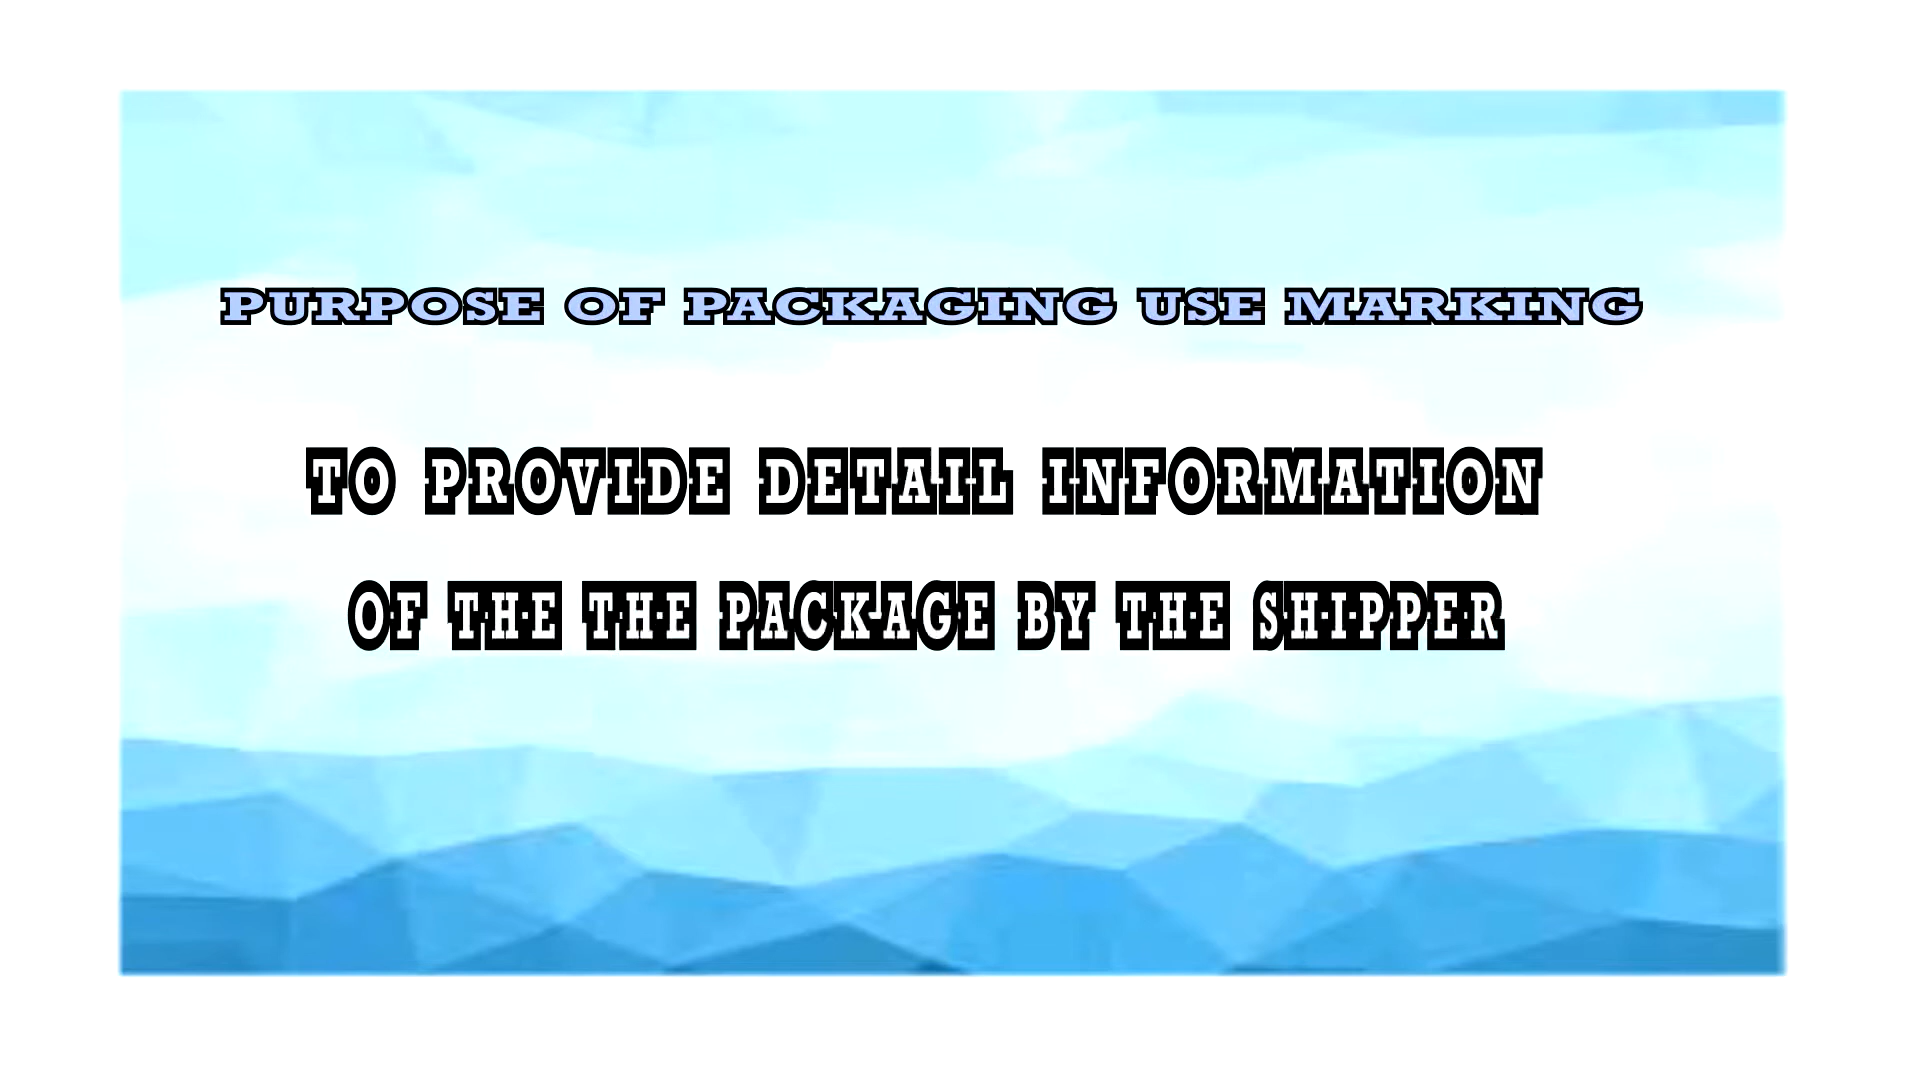 PURPOSE OF PACKAGING USE MARKING
TO PROVIDE DETAIL INFORMATION
OF THE THE PACKAGE BY THE SHIPPER